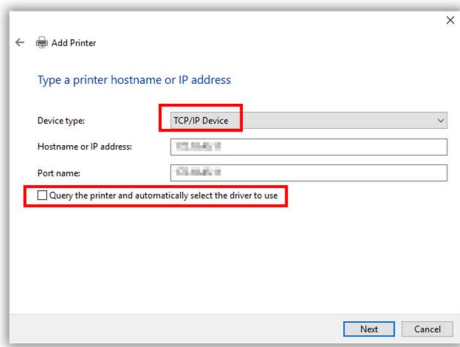 Add Printer
Type a printer hostname or IP address
Device type:
TCP/IP Device
Hostname or IP address:
Port name:
Query the printer and automatically select the driver to use
Next
Cancel